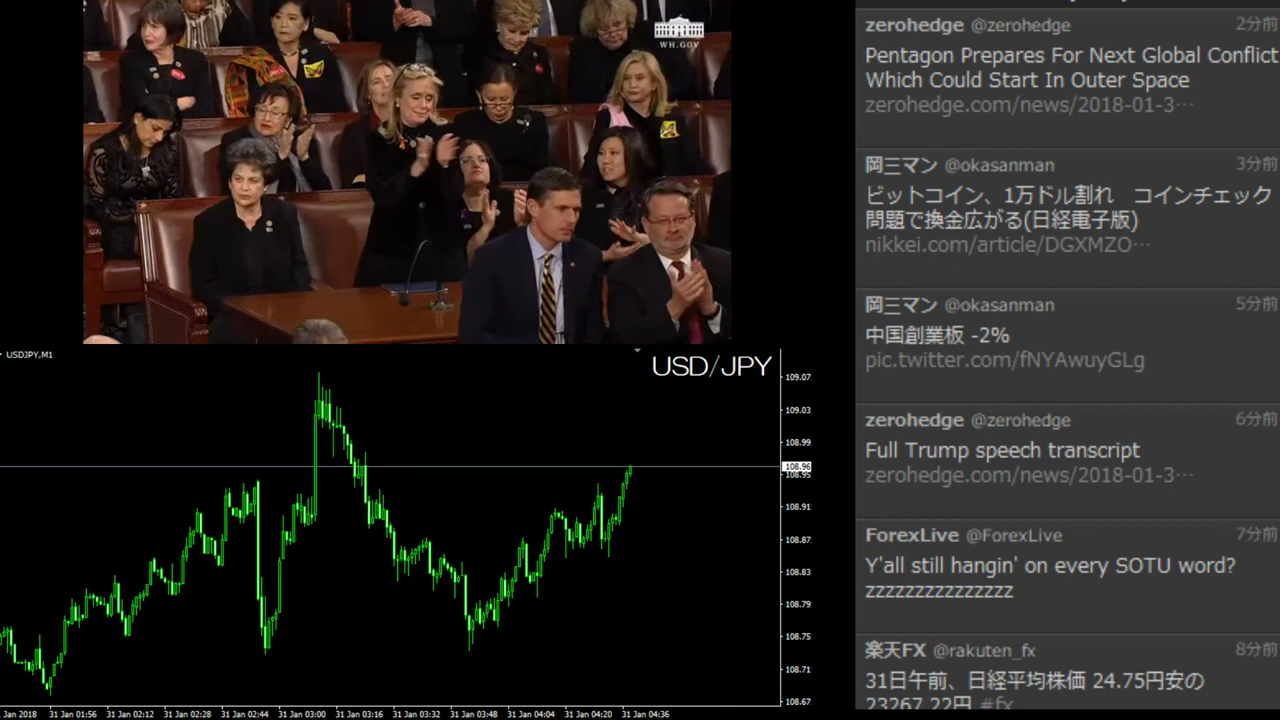 WH.GOV
USDJPY,M1
USD/JPY
109.07
109.03
108.99
108.96
108.95
108.91
108.87
108.83
108.79
108.75
108.71
108.67
Jan 2018
31 Jan 01:56
31 Jan 02:12
31 Jan 02:28
31 Jan 02:44
31 Jan 03:00
31 Jan 03:16
31 Jan 03:32
31 Jan 03:48
31 Jan 04:04
31 Jan 04:20
31 Jan 04:36
zerohedge @zerohedge 2分前
Pentagon Prepares For Next Global Conflict
Which Could Start In Outer Space
zerohedge.com/news/2018-01-3…
岡三マン @okasanman 3分前
ビットコイン、1万ドル割れ　コインチェック
問題で換金広がる(日経電子版)
nikkei.com/article/DGXMZO…
岡三マン @okasanman 5分前
中国創業板 -2%
pic.twitter.com/fNYAwuyGLg
zerohedge @zerohedge 6分前
Full Trump speech transcript
zerohedge.com/news/2018-01-3…
ForexLive @ForexLive 7分前
Y'all still hangin' on every SOTU word?
zzzzzzzzzzzzzzz
楽天FX @rakuten_fx 8分前
31日午前、日経平均株価 24.75円安の
23267.22円 #fx